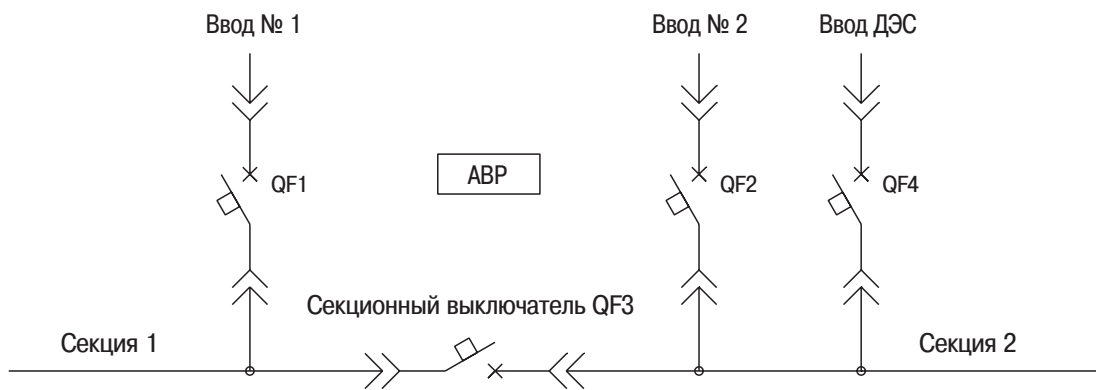 Ввод № 1
Ввод № 2
Ввод ДЭС
АВР
QF1
QF2
QF4
Секционный выключатель QF3
Секция 1
Секция 2